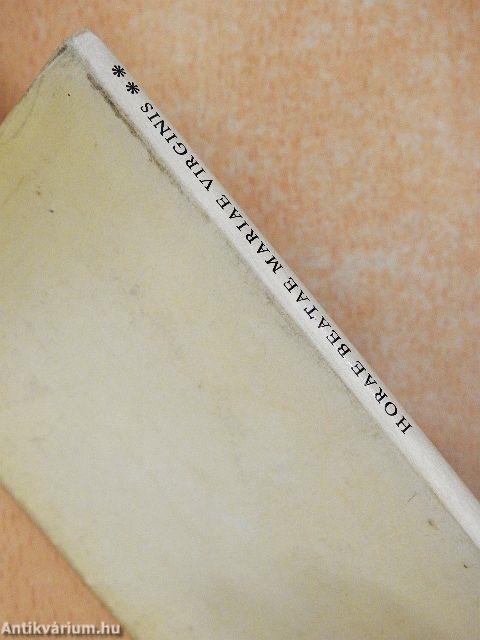 HORAE BEATAE MARIAE VIRGINIS **
Antikvárium.hu